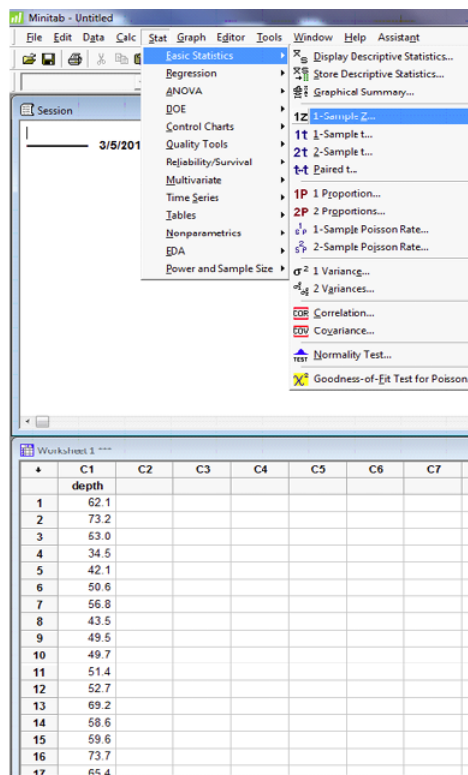 Minitab - Untitled
File Edit Data Calc Stat Graph Editor Tools Window Help Assistant
Basic Statistics
Regression
ANOVA
DOE
Control Charts
Quality Tools
Reliability/Survival
Multivariate
Time Series
Tables
Nonparametrics
EDA
Power and Sample Size
Display Descriptive Statistics...
Store Descriptive Statistics...
Graphical Summary...
1Z 1-Sample Z...
1t 1-Sample t...
2t 2-Sample t...
t-t Paired t...
1P 1 Proportion...
2P 2 Proportions...
1-Sample Poisson Rate...
2-Sample Poisson Rate...
σ² 1 Variance...
2 Variances...
COR Correlation...
COV Covariance...
TEST Normality Test...
χ² Goodness-of-Fit Test for Poisson
Session
3/5/201
Worksheet 1 ***
C1 C2 C3 C4 C5 C6 C7
depth
1 62.1
2 73.2
3 63.0
4 34.5
5 42.1
6 50.6
7 56.8
8 43.5
9 49.5
10 49.7
11 51.4
12 52.7
13 69.2
14 58.6
15 59.6
16 73.7
17 65.4